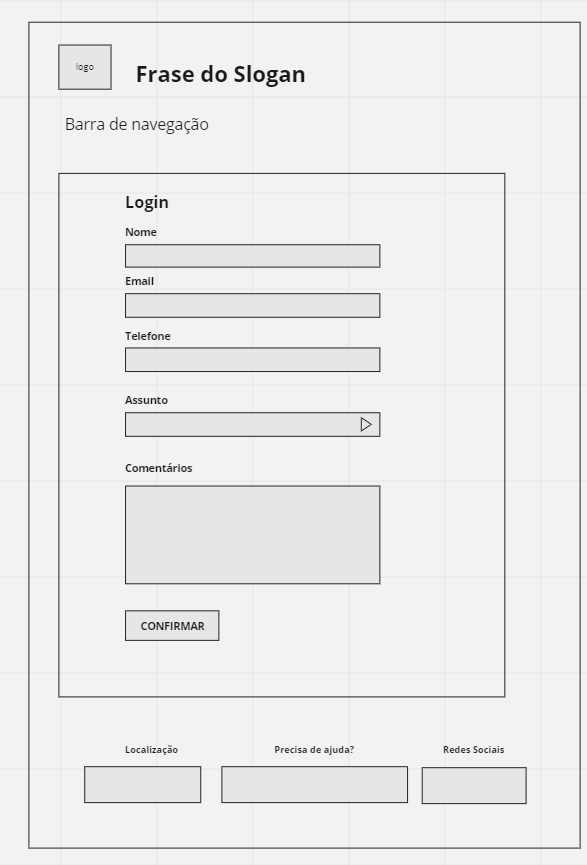 logo
Frase do Slogan
Barra de navegação
Login
Nome
Email
Telefone
Assunto
Comentários
CONFIRMAR
Localização
Precisa de ajuda?
Redes Sociais